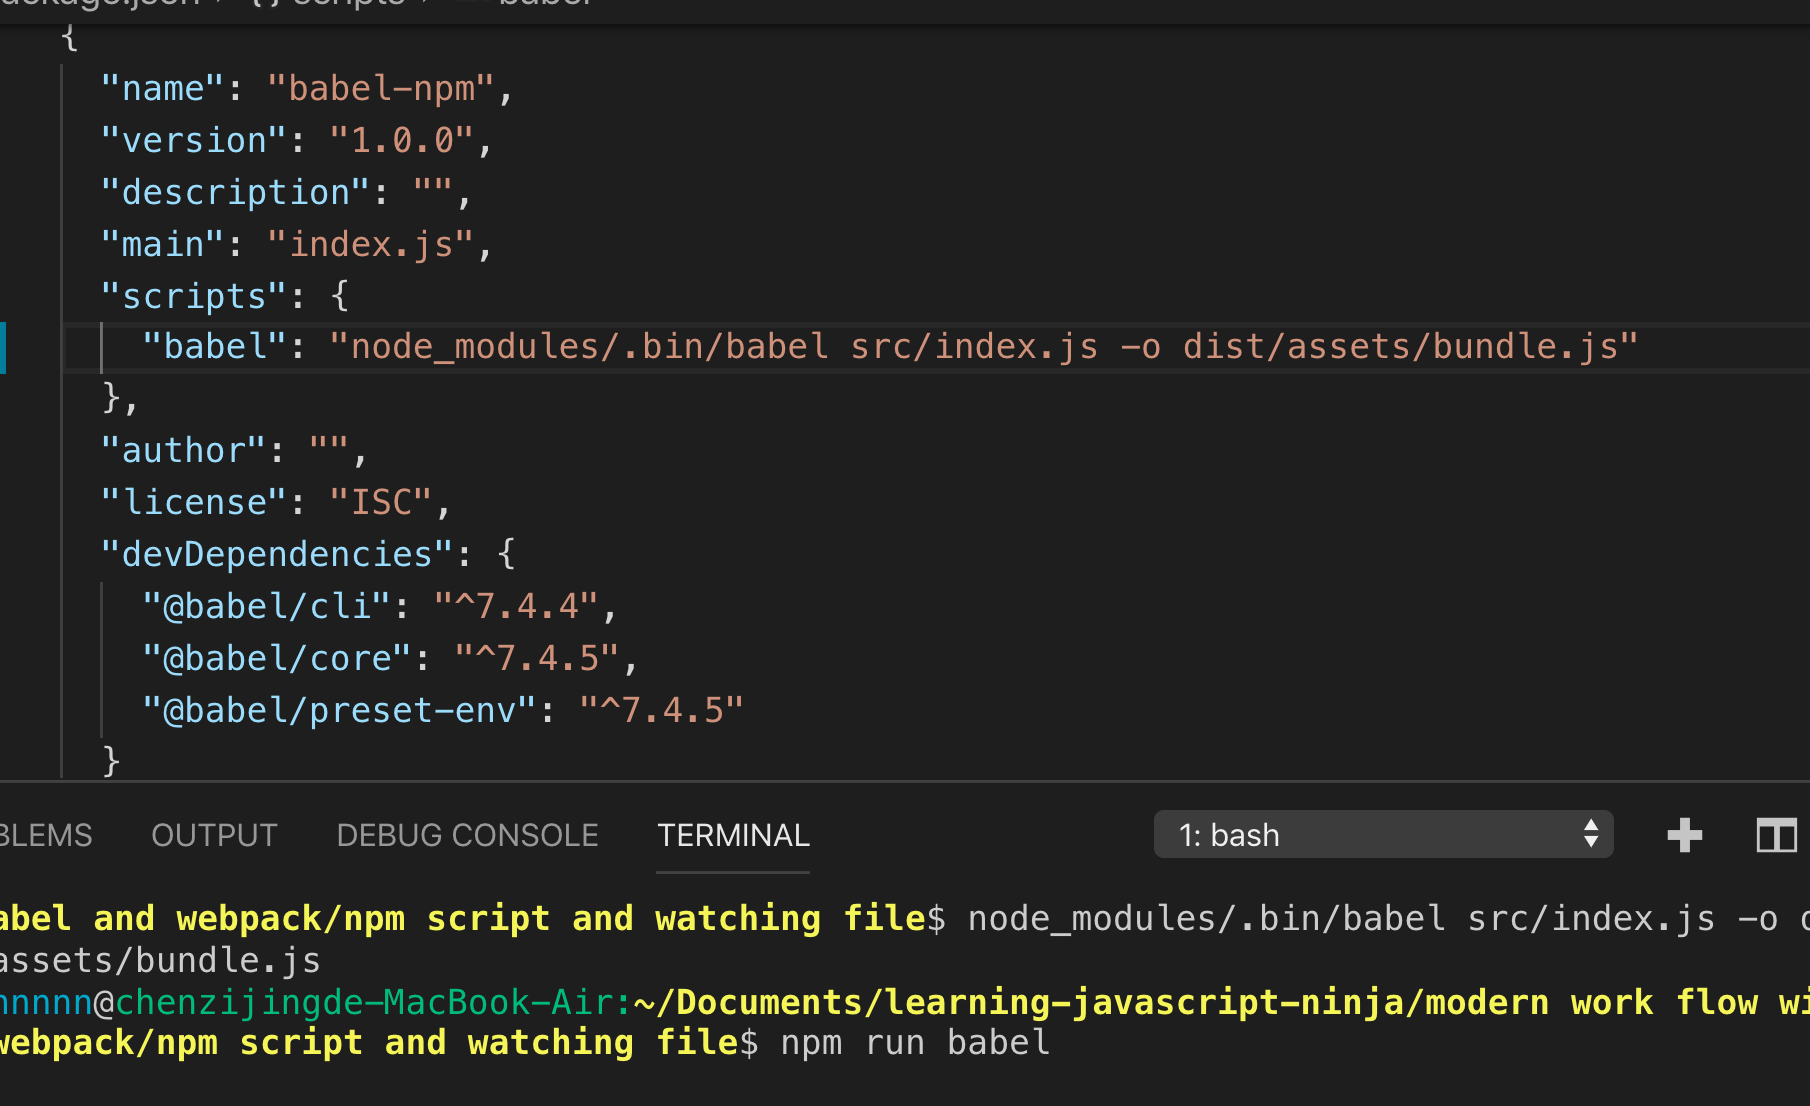 {
"name": "babel-npm",
"version": "1.0.0",
"description": "",
"main": "index.js",
"scripts": {
"babel": "node_modules/.bin/babel src/index.js -o dist/assets/bundle.js"
},
"author": "",
"license": "ISC",
"devDependencies": {
"@babel/cli": "^7.4.4",
"@babel/core": "^7.4.5",
"@babel/preset-env": "^7.4.5"
}
BLEMS OUTPUT DEBUG CONSOLE TERMINAL 1: bash
abel and webpack/npm script and watching file$ node_modules/.bin/babel src/index.js -o
assets/bundle.js
nnnnn@chenzijingde-MacBook-Air:~/Documents/learning-javascript-ninja/modern work flow wi
webpack/npm script and watching file$ npm run babel